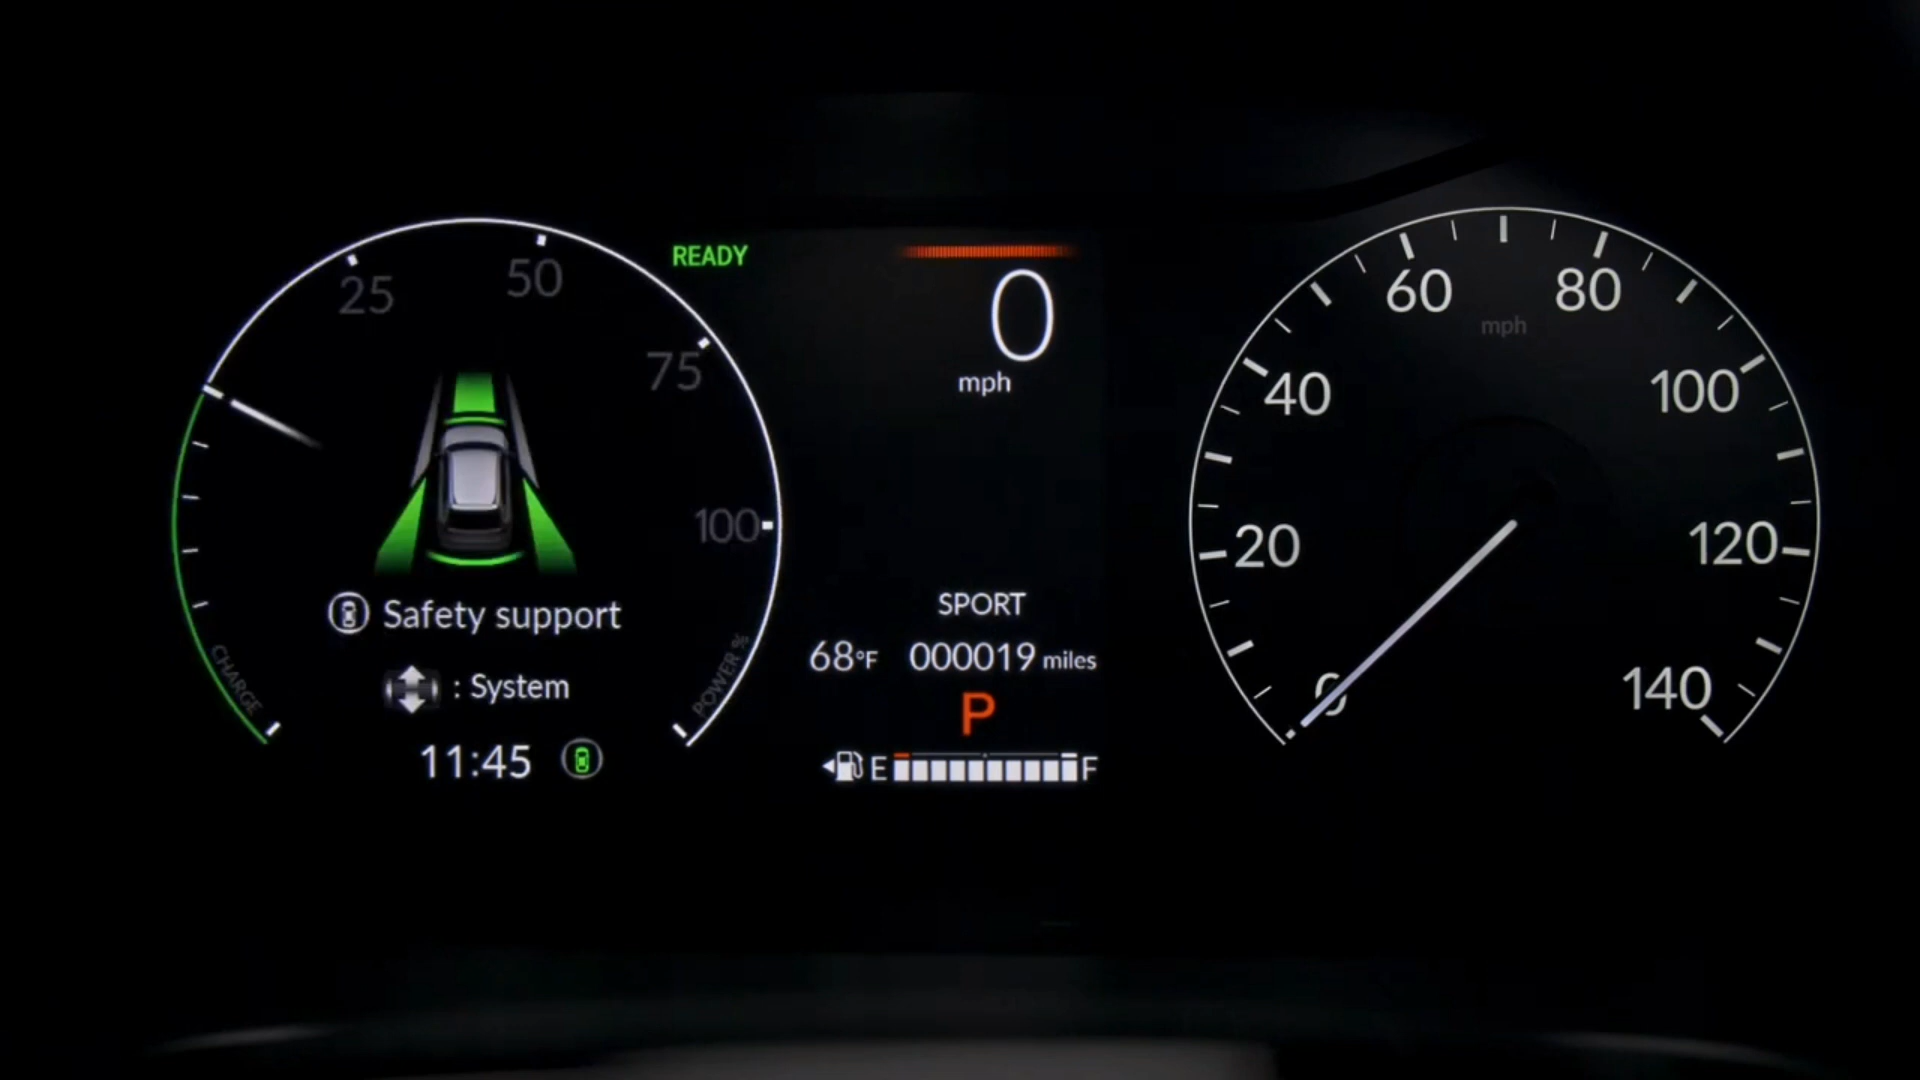 25
50
75
100
CHARGE
POWER %
Safety support
: System
11:45
READY
0
mph
SPORT
68°F
000019 miles
P
E F
0
20
40
60
80
100
120
140
mph